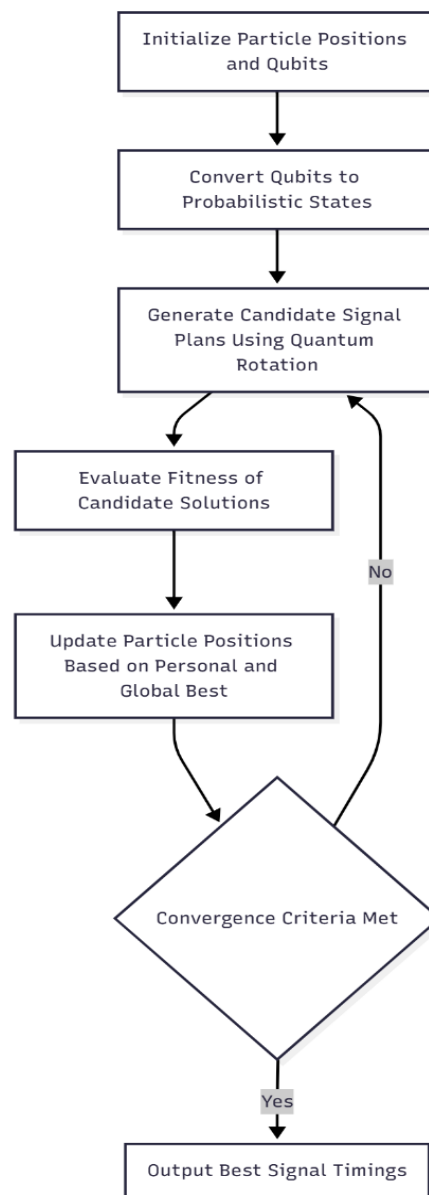 Initialize Particle Positions
and Qubits
Convert Qubits to
Probabilistic States
Generate Candidate Signal
Plans Using Quantum
Rotation
Evaluate Fitness of
Candidate Solutions
No
Update Particle Positions
Based on Personal and
Global Best
Convergence Criteria Met
Yes
Output Best Signal Timings